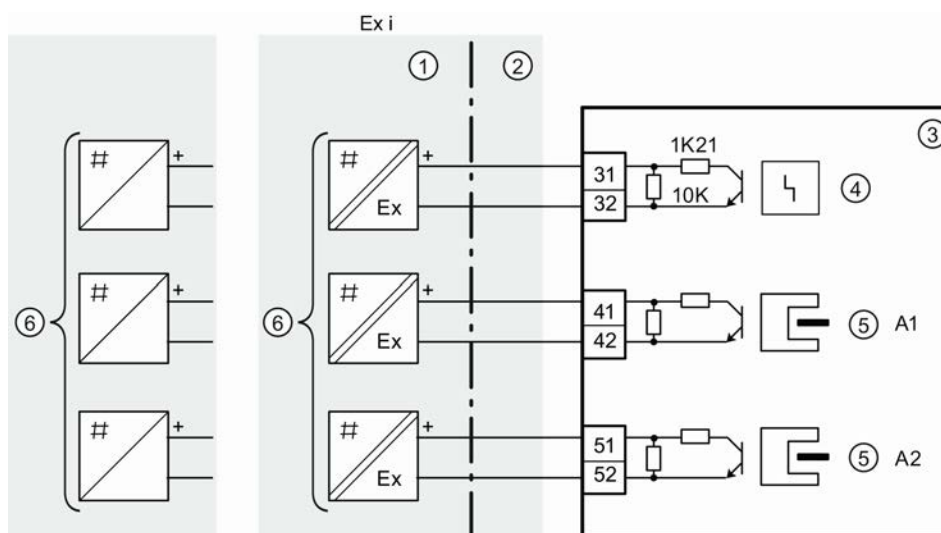 Ex i
1 2
3
# + # + 31 1K21
Ex 32 10K 4
6 # + 6 # + 41 5 A1
Ex 42
# + # + 51 5 A2
Ex 52